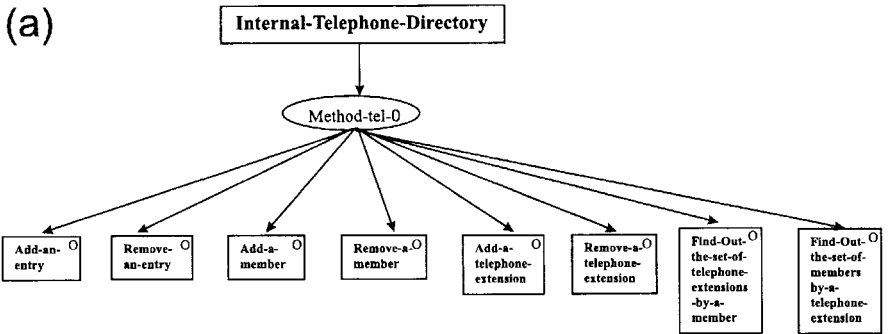 (a)
Internal-Telephone-Directory
Method-tel-0
Add-an-
entry
O
Remove-
an-entry
O
Add-a-
member
O
Remove-a-
member
O
Add-a-
telephone-
extension
O
Remove-a-
telephone-
extension
O
Find-Out-
the-set-of-
telephone-
extensions
-by-a-
member
O
Find-Out-
the-set-of-
members
by-a-
telephone-
extension
O